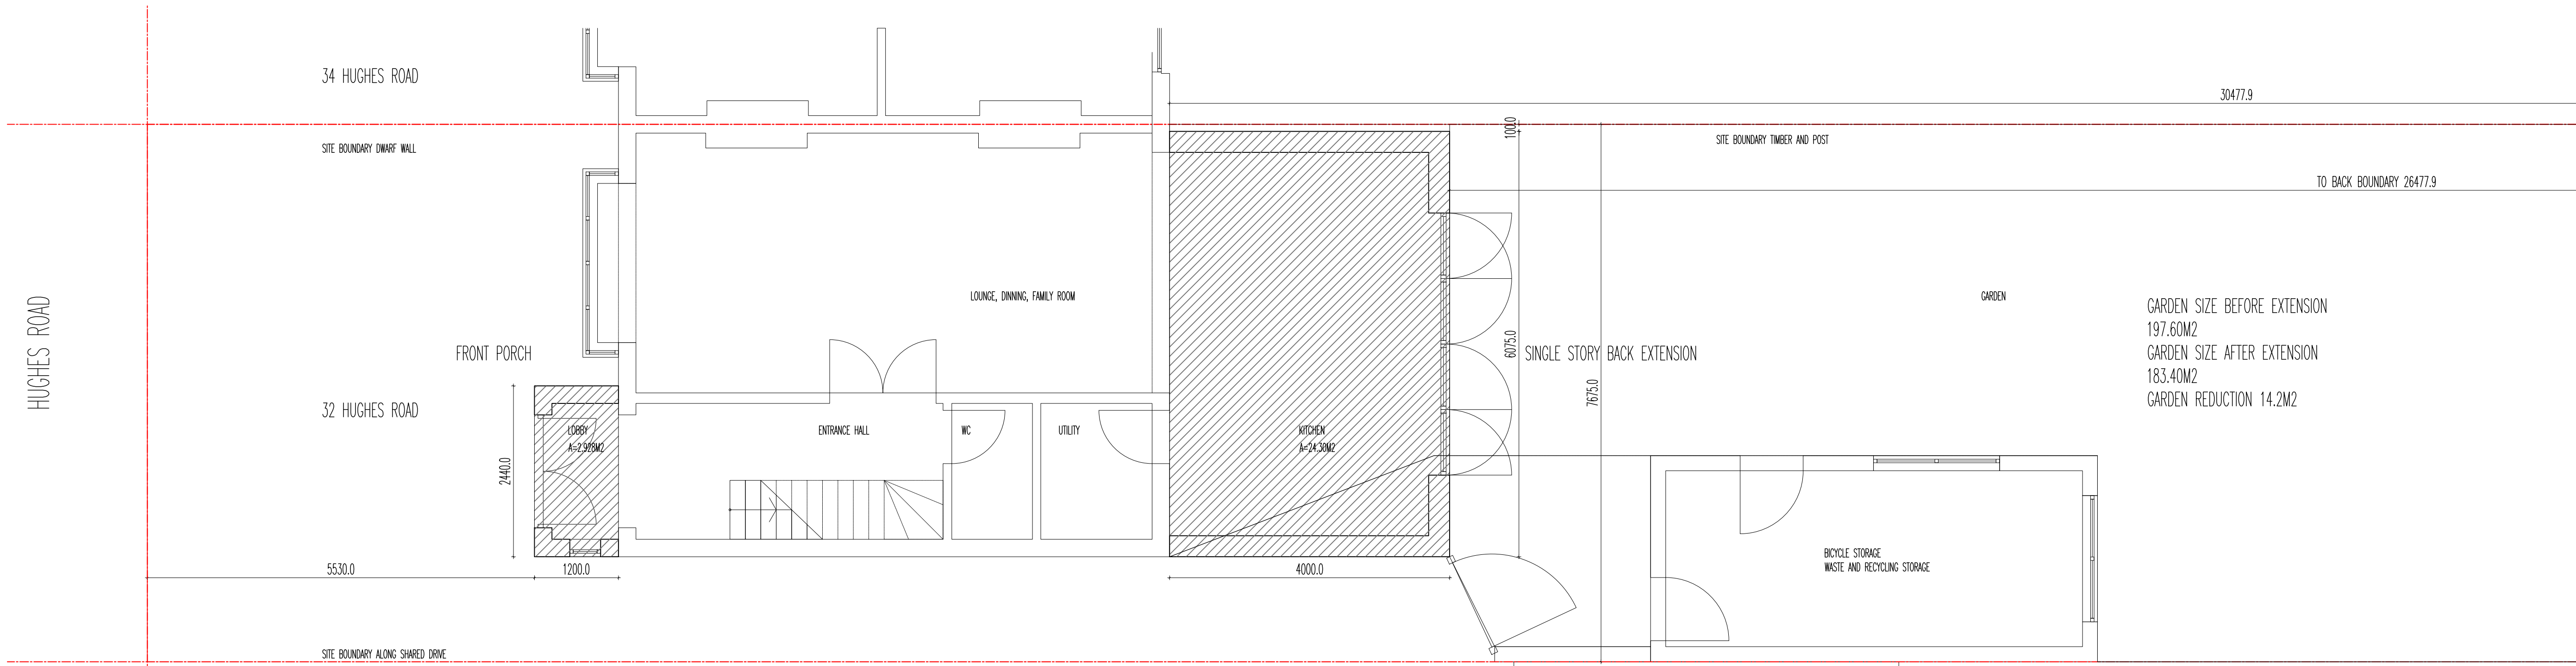 34 HUGHES ROAD
30477.9
100.0
SITE BOUNDARY DWARF WALL
SITE BOUNDARY TIMBER AND POST
TO BACK BOUNDARY 26477.9
HUGHES ROAD
LOUNGE, DINNING, FAMILY ROOM
GARDEN
GARDEN SIZE BEFORE EXTENSION
197.60M2
GARDEN SIZE AFTER EXTENSION
183.40M2
GARDEN REDUCTION 14.2M2
FRONT PORCH
6075.0
SINGLE STORY BACK EXTENSION
7675.0
32 HUGHES ROAD
LOBBY
A=2.928M2
ENTRANCE HALL
WC
UTILITY
KITCHEN
A=24.30M2
2440.0
BICYCLE STORAGE
WASTE AND RECYCLING STORAGE
5530.0
1200.0
4000.0
SITE BOUNDARY ALONG SHARED DRIVE